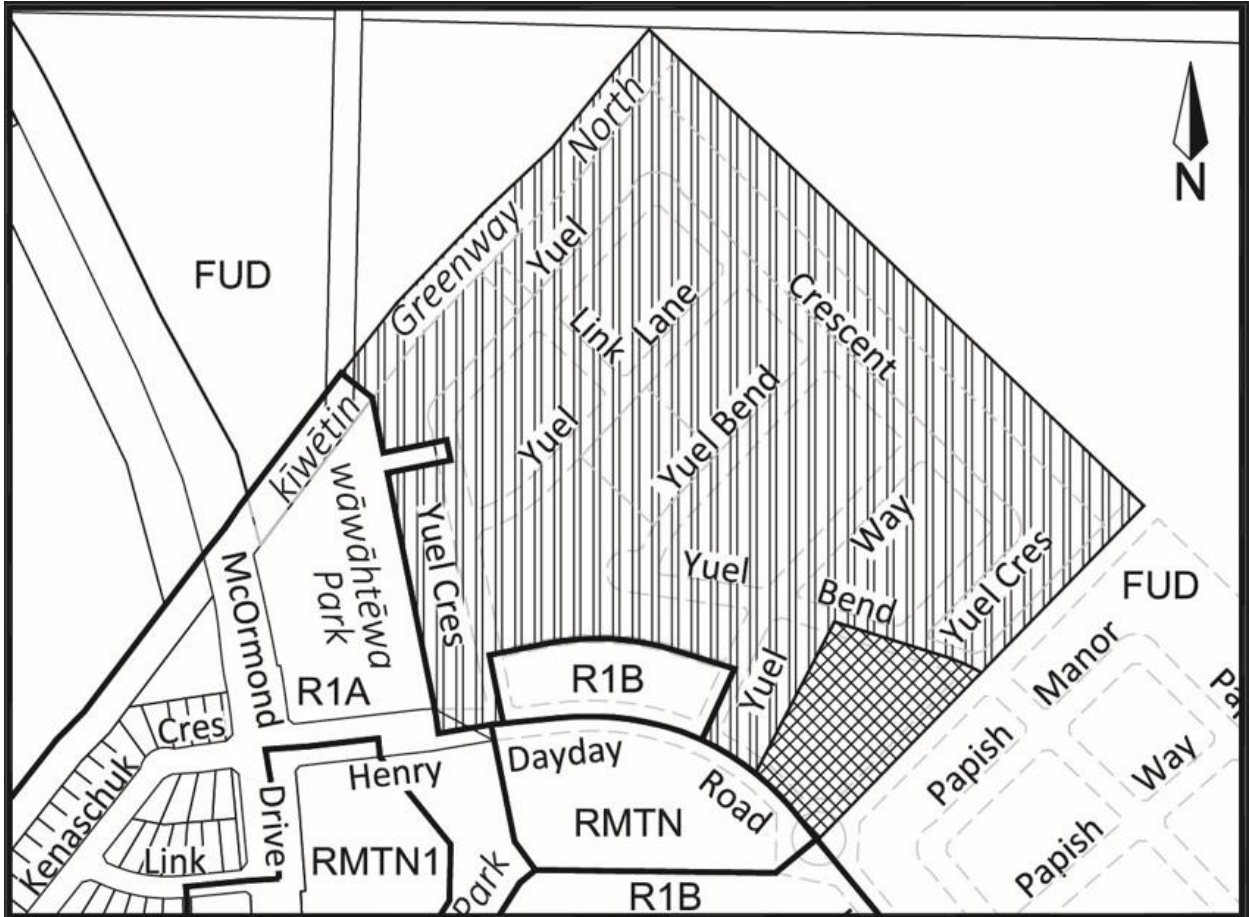 North
N
Greenway
Yuel
FUD
Crescent
Link
Lane
kīwētin
Yuel
Yuel Bend
wāwāhtēwa
Park
Yuel Cres
Way
Yuel
Bend
Yuel Cres
FUD
McOrmond
Manor
R1A
R1B
Yuel
Cres
Henry
Dayday
Road
Papish
Way
Kenaschuk
Drive
Link
RMTN1
RMTN
Park
R1B
Papish